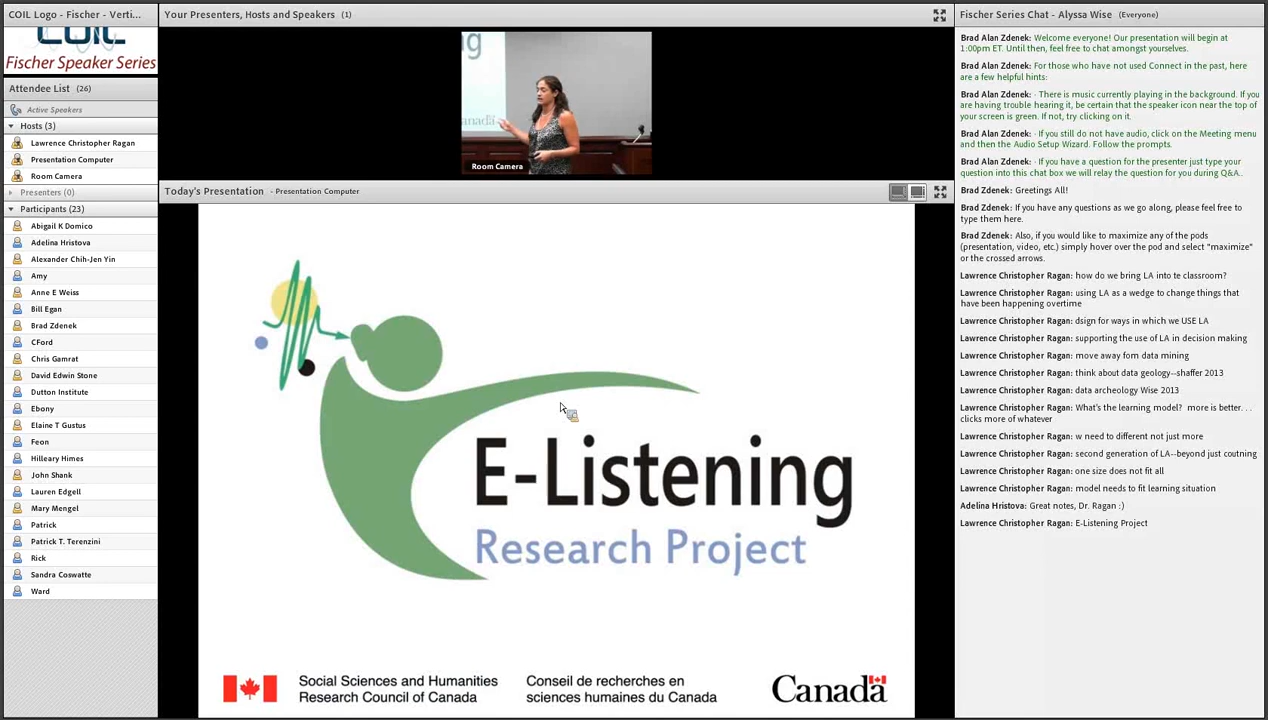 COIL Logo - Fischer - Verti...
COIL
Fischer Speaker Series
Attendee List (26)
Active Speakers
Hosts (3)
Lawrence Christopher Ragan
Presentation Computer
Room Camera
Presenters (0)
Participants (23)
Abigail K Domico
Adelina Hristova
Alexander Chih-Jen Yin
Amy
Anne E Weiss
Bill Egan
Brad Zdenek
CFord
Chris Gamrat
David Edwin Stone
Dutton Institute
Ebony
Elaine T Gustus
Feon
Hilleary Himes
John Shank
Lauren Edgell
Mary Mengel
Patrick
Patrick T. Terenzini
Rick
Sandra Coswatte
Ward
Your Presenters, Hosts and Speakers (1)
ng
anada
Room Camera
Today's Presentation - Presentation Computer
E-Listening
Research Project
Social Sciences and Humanities
Research Council of Canada
Conseil de recherches en
sciences humaines du Canada
Canada
Fischer Series Chat - Alyssa Wise (Everyone)
Brad Alan Zdenek: Welcome everyone! Our presentation will begin at
1:00pm ET. Until then, feel free to chat amongst yourselves.
Brad Alan Zdenek: For those who have not used Connect in the past, here
are a few helpful hints:
Brad Alan Zdenek: · There is music currently playing in the background. If you
are having trouble hearing it, be certain that the speaker icon near the top of
your screen is green. If not, try clicking on it.
Brad Alan Zdenek: · If you still do not have audio, click on the Meeting menu
and then the Audio Setup Wizard. Follow the prompts.
Brad Alan Zdenek: · If you have a question for the presenter just type your
question into this chat box we will relay the question for you during Q&A..
Brad Zdenek: Greetings All!
Brad Zdenek: If you have any questions as we go along, please feel free to
type them here.
Brad Zdenek: Also, if you would like to maximize any of the pods
(presentation, video, etc.) simply hover over the pod and select "maximize"
or the crossed arrows.
Lawrence Christopher Ragan: how do we bring LA into te classroom?
Lawrence Christopher Ragan: using LA as a wedge to change things that
have been happening overtime
Lawrence Christopher Ragan: dsign for ways in which we USE LA
Lawrence Christopher Ragan: supporting the use of LA in decision making
Lawrence Christopher Ragan: move away fom data mining
Lawrence Christopher Ragan: think about data geology--shaffer 2013
Lawrence Christopher Ragan: data archeology Wise 2013
Lawrence Christopher Ragan: What's the learning model? more is better. . .
clicks more of whatever
Lawrence Christopher Ragan: w need to different not just more
Lawrence Christopher Ragan: second generation of LA--beyond just coutning
Lawrence Christopher Ragan: one size does not fit all
Lawrence Christopher Ragan: model needs to fit learning situation
Adelina Hristova: Great notes, Dr. Ragan :)
Lawrence Christopher Ragan: E-Listening Project